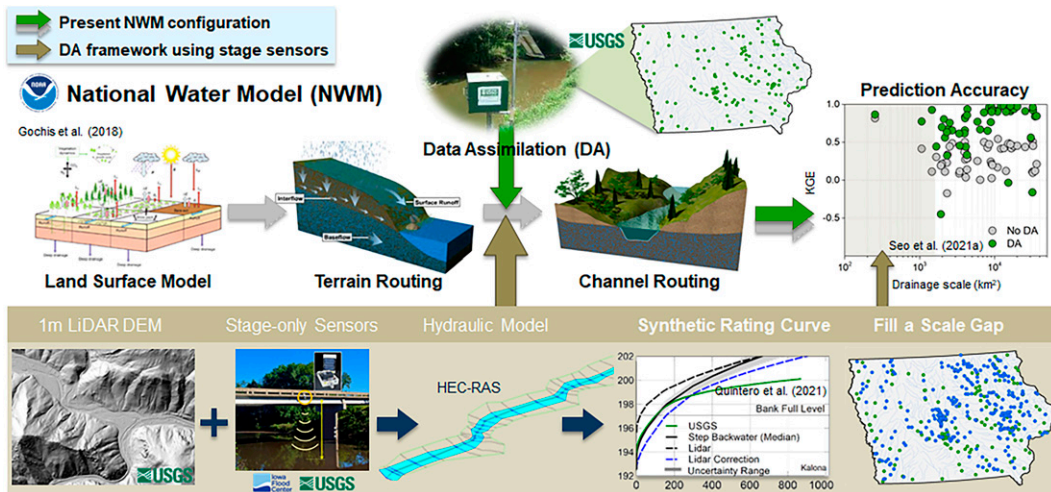 Present NWM configuration
DA framework using stage sensors
USGS
NOAA
National Water Model (NWM)
Gochis et al. (2018)
Data Assimilation (DA)
Prediction Accuracy
Interflow
Surface Runoff
Baseflow
Land Surface Model
Terrain Routing
Channel Routing
KGE
1.0
0.5
0.0
-0.5
No DA
DA
Seo et al. (2021a)
10² 10³ 10⁴
Drainage scale (km²)
1m LiDAR DEM
Stage-only Sensors
Hydraulic Model
Synthetic Rating Curve
Fill a Scale Gap
USGS
Iowa Flood Center
USGS
HEC-RAS
202
200
198
196
194
192
Quintero et al. (2021)
Bank Full Level
USGS
Step Backwater (Median)
Lidar
Lidar Correction
Uncertainty Range
Kalona
0 200 400 600 800 1000